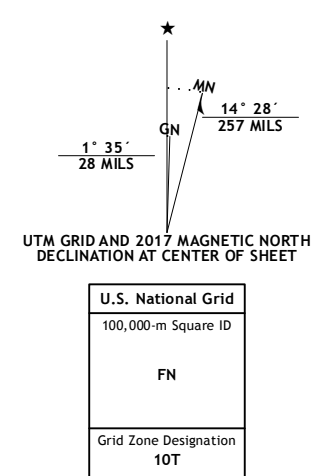 ★
MN
14° 28´
257 MILS
GN
1° 35´
28 MILS
UTM GRID AND 2017 MAGNETIC NORTH
DECLINATION AT CENTER OF SHEET
U.S. National Grid
100,000-m Square ID
FN
Grid Zone Designation
10T